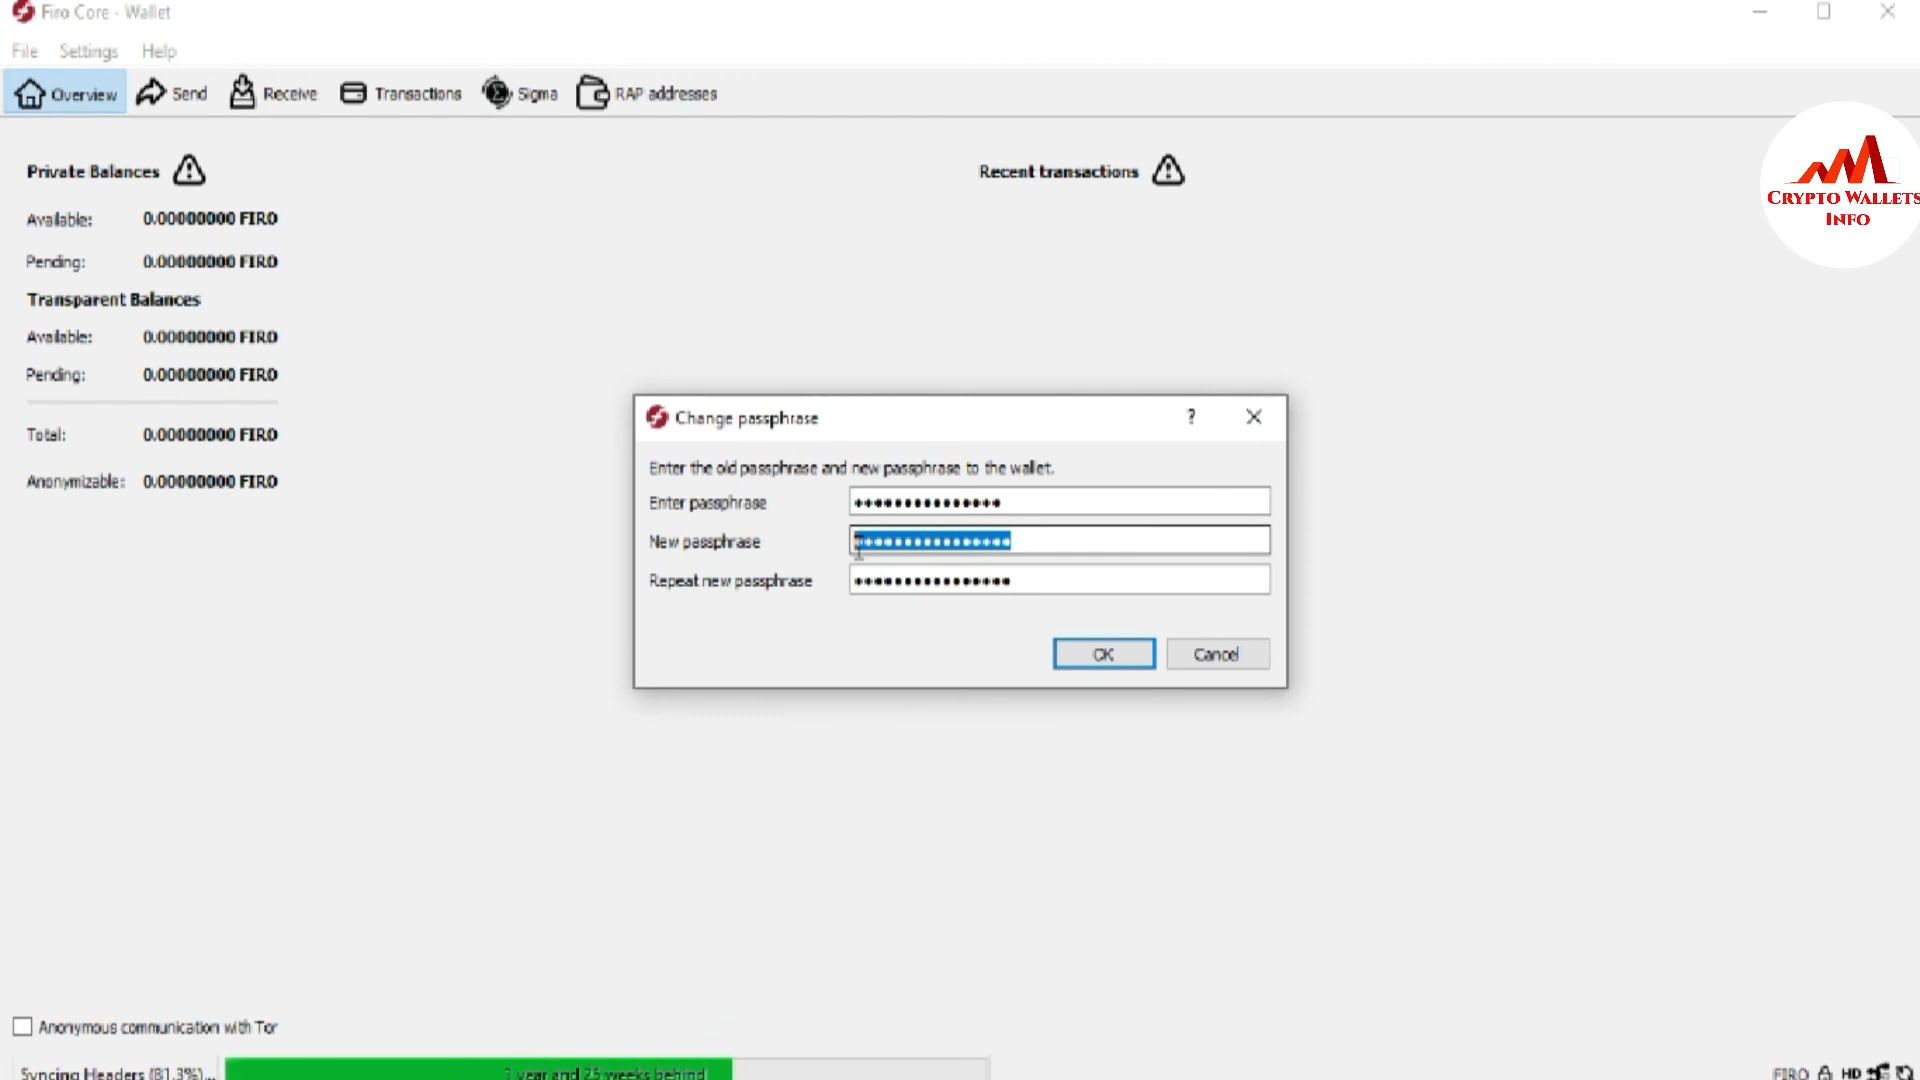 Firo Core - Wallet
File Settings Help
Overview Send Receive Transactions Sigma RAP addresses
Private Balances
Available: 0.00000000 FIRO
Pending: 0.00000000 FIRO
Transparent Balances
Available: 0.00000000 FIRO
Pending: 0.00000000 FIRO
Total: 0.00000000 FIRO
Anonymizable: 0.00000000 FIRO
Recent transactions
CRYPTO WALLETS
INFO
Change passphrase ?
Enter the old passphrase and new passphrase to the wallet.
Enter passphrase
New passphrase
Repeat new passphrase
OK Cancel
Anonymous communication with Tor
Syncing Headers (81.3%)... 1 year and 25 weeks behind FIRO HD